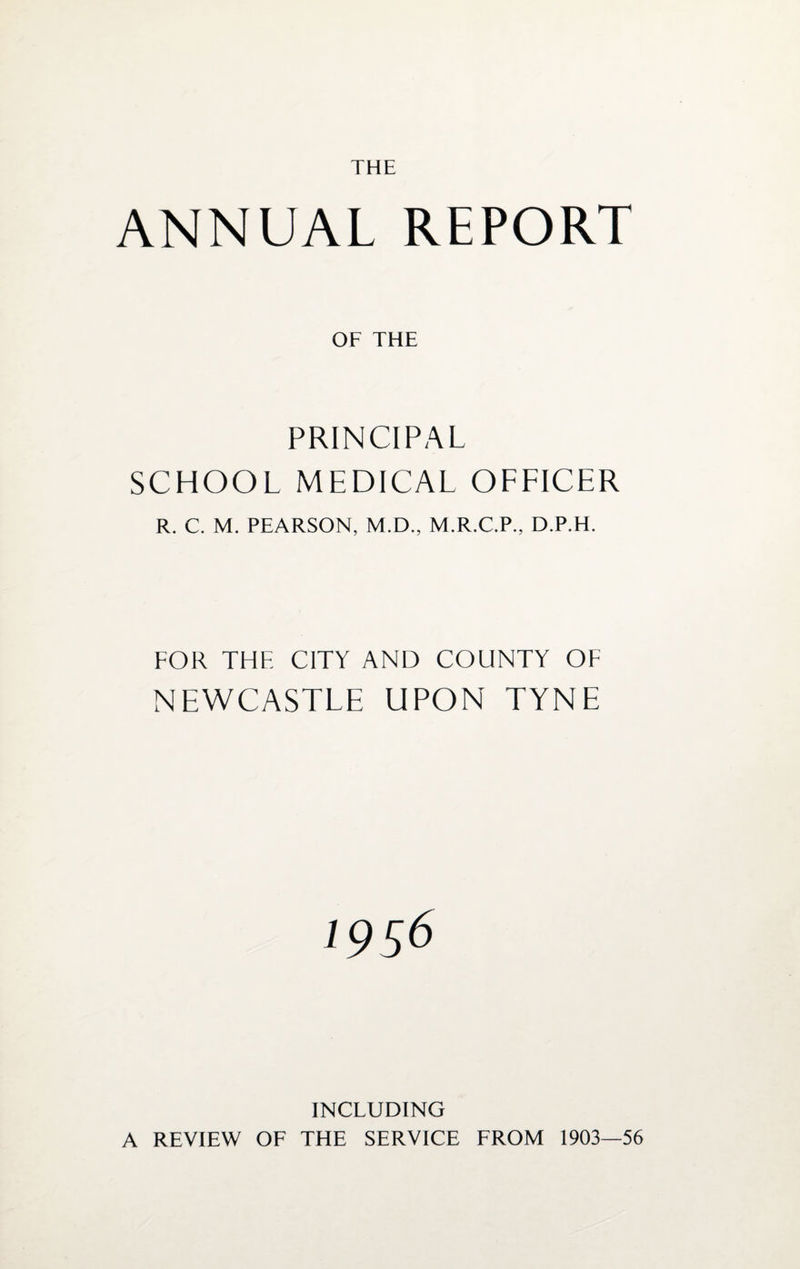 THE
ANNUAL REPORT
OF THE
PRINCIPAL
SCHOOL MEDICAL OFFICER
R. C. M. PEARSON, M.D., M.R.C.P., D.P.H.
FOR THE CITY AND COUNTY OF
NEWCASTLE UPON TYNE
1956
INCLUDING
A REVIEW OF THE SERVICE FROM 1903—56